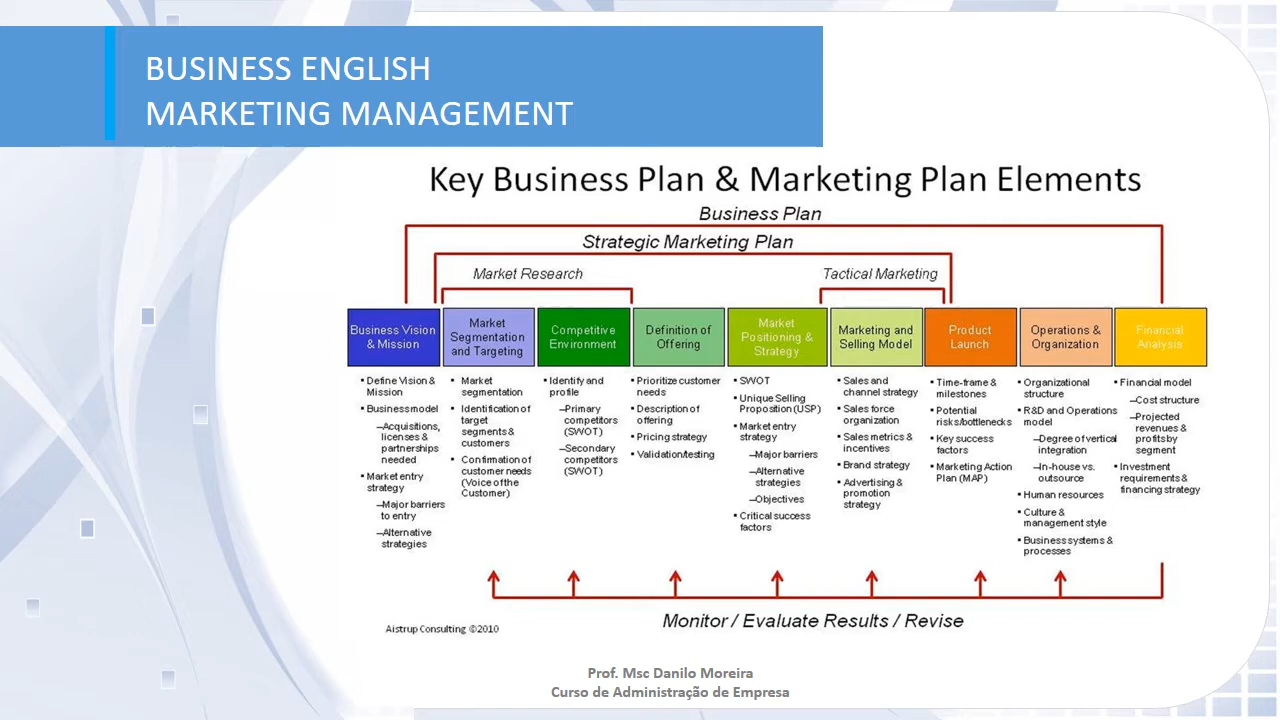 BUSINESS ENGLISH
MARKETING MANAGEMENT
Key Business Plan & Marketing Plan Elements
Business Plan
Strategic Marketing Plan
Market Research
Tactical Marketing
Business Vision
& Mission
Market
Segmentation
and Targeting
Competitive
Environment
Definition of
Offering
Market
Positioning &
Strategy
Marketing and
Selling Model
Product
Launch
Operations &
Organization
Financial
Analysis
▪ Define Vision &
Mission
▪ Business model
–Acquisitions,
licenses &
partnerships
needed
▪ Market entry
strategy
–Major barriers
to entry
–Alternative
strategies
▪ Market
segmentation
▪ Identification of
target
segments &
customers
▪ Confirmation of
customer needs
(Voice of the
Customer)
▪ Identify and
profile
–Primary
competitors
(SWOT)
–Secondary
competitors
(SWOT)
▪ Prioritize customer
needs
▪ Description of
offering
▪ Pricing strategy
▪ Validation/testing
▪ SWOT
▪ Unique Selling
Proposition (USP)
▪ Market entry
strategy
–Major barriers
–Alternative
strategies
–Objectives
▪ Critical success
factors
▪ Sales and
channel strategy
▪ Sales force
organization
▪ Sales metrics &
incentives
▪ Brand strategy
▪ Advertising &
promotion
strategy
▪ Time-frame &
milestones
▪ Potential
risks/bottlenecks
▪ Key success
factors
▪ Marketing Action
Plan (MAP)
▪ Organizational
structure
▪ R&D and Operations
model
–Degree of vertical
integration
–In-house vs.
outsource
▪ Human resources
▪ Culture &
management style
▪ Business systems &
processes
▪ Financial model
–Cost structure
–Projected
revenues &
profits by
segment
▪ Investment
requirements &
financing strategy
Monitor / Evaluate Results / Revise
Aistrup Consulting ©2010
Prof. Msc Danilo Moreira
Curso de Administração de Empresa